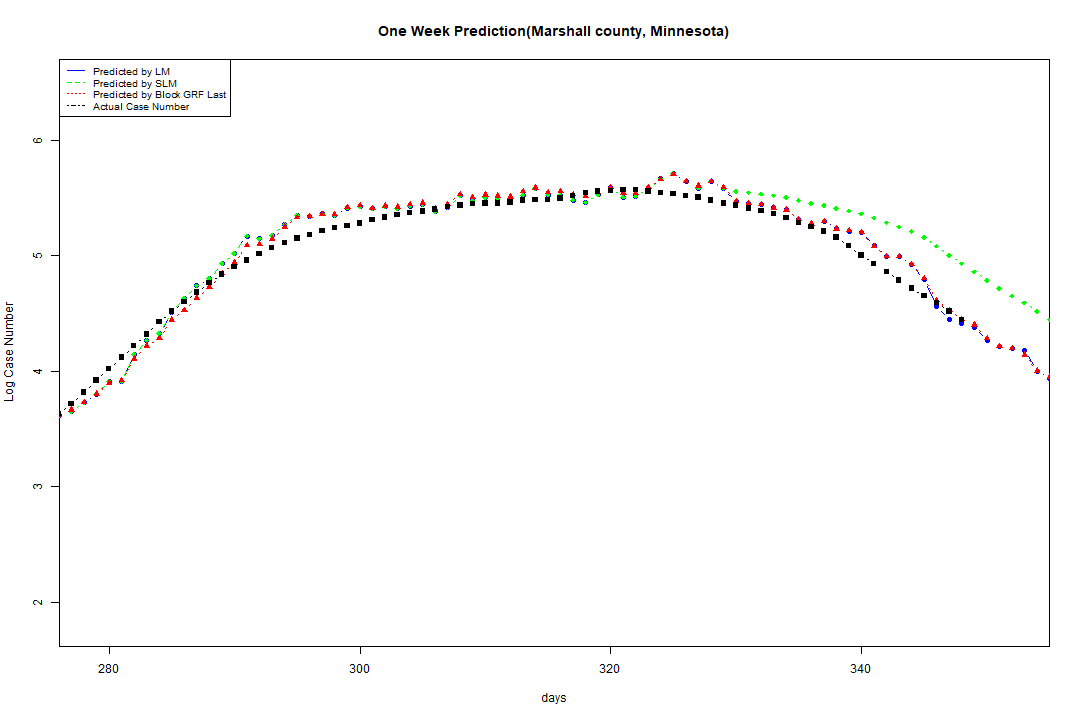 One Week Prediction(Marshall county, Minnesota)
Predicted by LM
Predicted by SLM
Predicted by Block GRF Last
Actual Case Number
Log Case Number
6
5
4
3
2
280
300
320
340
days